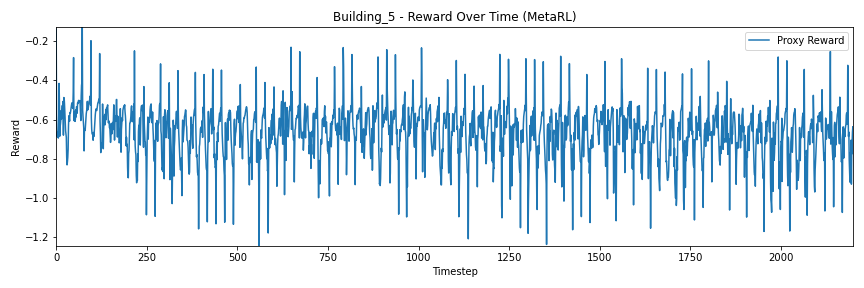 Building_5 - Reward Over Time (MetaRL)
Proxy Reward
Reward
−0.2
−0.4
−0.6
−0.8
−1.0
−1.2
0 250 500 750 1000 1250 1500 1750 2000
Timestep